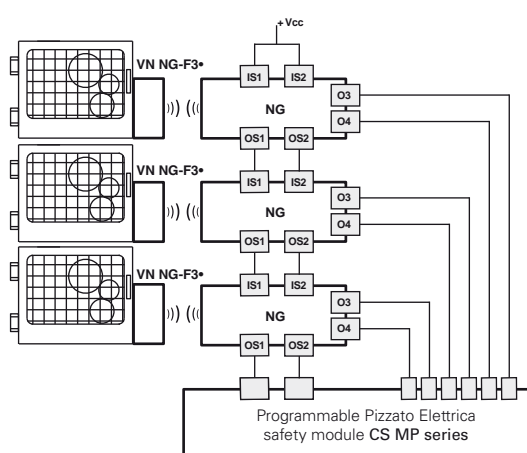 +Vcc
VN NG-F3•
IS1 IS2
NG
O3
O4
OS1 OS2
VN NG-F3•
IS1 IS2
NG
O3
O4
OS1 OS2
VN NG-F3•
IS1 IS2
NG
O3
O4
OS1 OS2
Programmable Pizzato Elettrica
safety module CS MP series